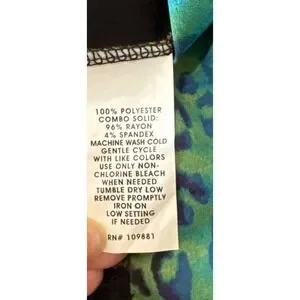 100% POLYESTER
COMBO SOLID:
96% RAYON
4% SPANDEX
MACHINE WASH COLD
GENTLE CYCLE
WITH LIKE COLORS
USE ONLY NON-
CHLORINE BLEACH
WHEN NEEDED
TUMBLE DRY LOW
REMOVE PROMPTLY
IRON ON
LOW SETTING
IF NEEDED
RN# 109881